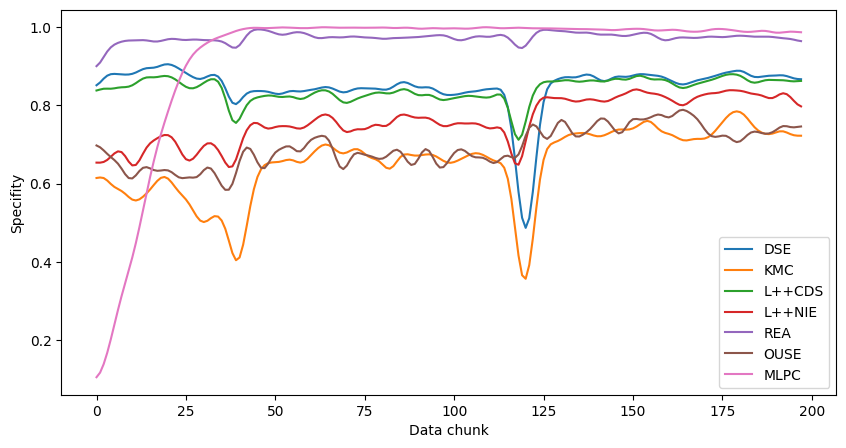 1.0
0.8
0.6
0.4
0.2
Specifity
0
25
50
75
100
125
150
175
200
Data chunk
DSE
KMC
L++CDS
L++NIE
REA
OUSE
MLPC